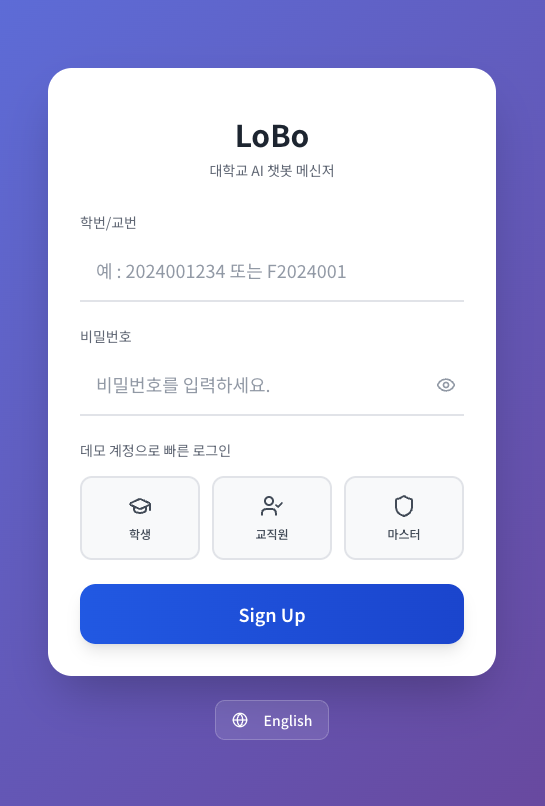 LoBo
대학교 AI 챗봇 메신저
학번/교번
예 : 2024001234 또는 F2024001
비밀번호
비밀번호를 입력하세요.
데모 계정으로 빠른 로그인
학생
교직원
마스터
Sign Up
English